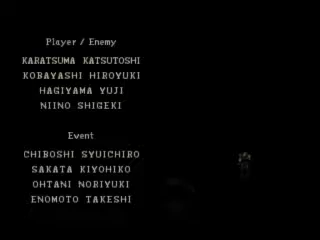 Player / Enemy
KARATSUMA KATSUTOSHI
KOBAYASHI HIROYUKI
HAGIYAMA YUJI
NIINO SHIGEKI
Event
CHIBOSHI SYUICHIRO
SAKATA KIYOHIKO
OHTANI NORIYUKI
ENOMOTO TAKESHI